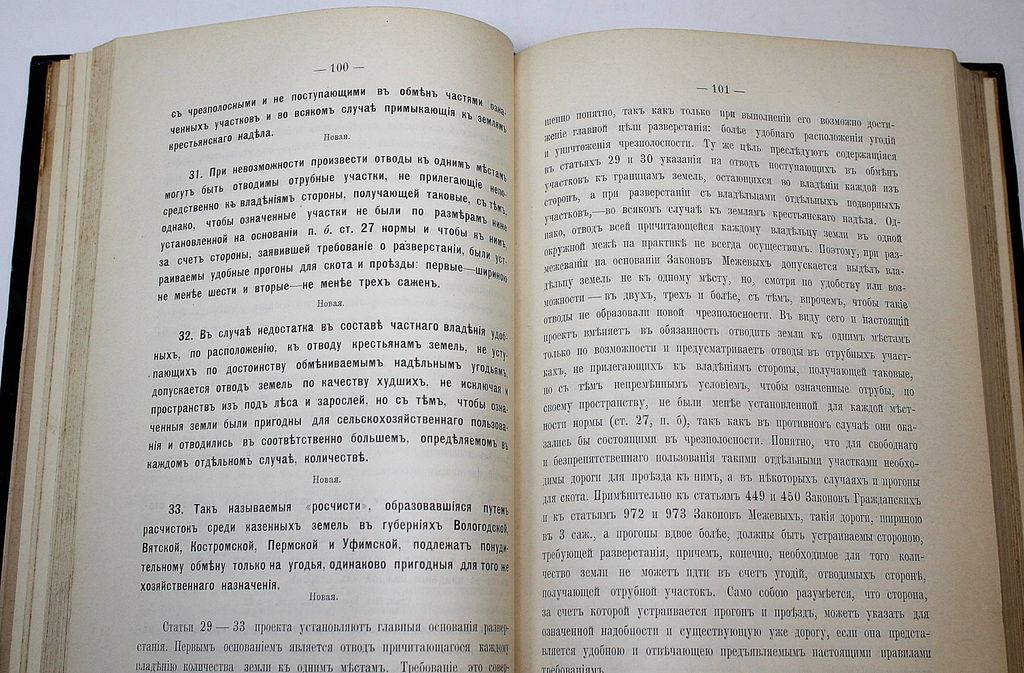 — 100 —
съ чрезполосными и не поступающими въ обмѣнъ частями озна-
ченныхъ участковъ и во всякомъ случаѣ примыкающія къ землямъ
крестьянскаго надѣла.
Новая.
31. При невозможности произвести отводы къ однимъ мѣстамъ
могутъ быть отводимы отрубные участки, не прилегающіе непо-
средственно къ владѣніямъ стороны, получающей таковые, съ тѣмъ,
однако, чтобы означенные участки не были по размѣрамъ ниже
установленной на основаніи п. б. ст. 27 нормы и чтобы къ нимъ,
за счетъ стороны, заявившей требованіе о разверстаніи, были уст-
раиваемы удобные прогоны для скота и проѣзды: первые—шириною
не менѣе шести и вторые—не менѣе трехъ саженъ.
Новая.
32. Въ случаѣ недостатка въ составѣ частнаго владѣнія удоб-
ныхъ, по расположенію, къ отводу крестьянамъ земель, не усту-
пающихъ по достоинству обмѣниваемымъ надѣльнымъ угодьямъ,
допускается отводъ земель по качеству худшихъ, не исключая и
пространствъ изъ подъ лѣса и зарослей, но съ тѣмъ, чтобы озна-
ченныя земли были пригодны для сельскохозяйственнаго пользова-
нія и отводились въ соотвѣтственно большемъ, опредѣляемомъ въ
каждомъ отдѣльномъ случаѣ, количествѣ.
Новая.
33. Такъ называемыя «росчисти», образовавшіяся путемъ
расчистокъ среди казенныхъ земель въ губерніяхъ Вологодской,
Вятской, Костромской, Пермской и Уфимской, подлежатъ понуди-
тельному обмѣну только на угодья, одинаково пригодныя для того же
хозяйственнаго назначенія.
Новая.
Статьи 29 — 33 проекта установляютъ главныя основанія развер-
станія. Первымъ основаніемъ является отводъ причитающагося каждому
владѣнію количества земли къ однимъ мѣстамъ. Требованіе это совер-
— 101 —
шенно понятно, такъ какъ только при выполненіи его возможно дости-
женіе главной цѣли разверстанія: болѣе удобнаго расположенія угодій
и уничтоженія чрезполосности. Ту же цѣль преслѣдуютъ содержащіяся
въ статьяхъ 29 и 30 указанія на отводъ поступающихъ въ обмѣнъ
участковъ къ границамъ земель, остающихся во владѣніи каждой изъ
сторонъ, а при разверстаніи съ владѣльцами отдѣльныхъ подворныхъ
участковъ,—во всякомъ случаѣ къ землямъ крестьянскаго надѣла. Од-
нако, отводъ всей причитающейся каждому владѣльцу земли въ одной
окружной межѣ на практикѣ не всегда осуществимъ. Поэтому, при раз-
межеваніи на основаніи Законовъ Межевыхъ допускается выдѣлъ вла-
дѣльцу земель не къ одному мѣсту, но, смотря по удобству или воз-
можности — въ двухъ, трехъ и болѣе, съ тѣмъ, впрочемъ, чтобы такіе
отводы не образовали новой чрезполосности. Въ виду сего и настоящій
проектъ вмѣняетъ въ обязанность отводить земли къ однимъ мѣстамъ
только по возможности и предусматриваетъ отводы въ отрубныхъ участ-
кахъ, не прилегающихъ къ владѣніямъ стороны, получающей таковые,
но съ тѣмъ непремѣннымъ условіемъ, чтобы означенные отрубы, по
своему пространству, не были менѣе установленной для каждой мѣст-
ности нормы (ст. 27, п. б), такъ какъ въ противномъ случаѣ они ока-
зались бы состоящими въ чрезполосности. Понятно, что для свободнаго
и безпрепятственнаго пользованія такими отдѣльными участками необхо-
димы дороги для проѣзда къ нимъ, а въ нѣкоторыхъ случаяхъ и прогоны
для скота. Примѣнительно къ статьямъ 449 и 450 Законовъ Гражданскихъ
и къ статьямъ 972 и 973 Законовъ Межевыхъ, такія дороги, шириною
въ 3 саж., а прогоны вдвое болѣе, должны быть устраиваемы стороною,
требующей разверстанія, причемъ, конечно, необходимое для того коли-
чество земли не можетъ идти въ счетъ угодій, отводимыхъ сторонѣ,
получающей отрубной участокъ. Само собою разумѣется, что сторона,
за счетъ которой устраивается прогонъ и проѣздъ, можетъ указать для
означенной надобности и существующую уже дорогу, если она предста-
вляется удобною и отвѣчающею предъявляемымъ настоящими правилами
требованіямъ.